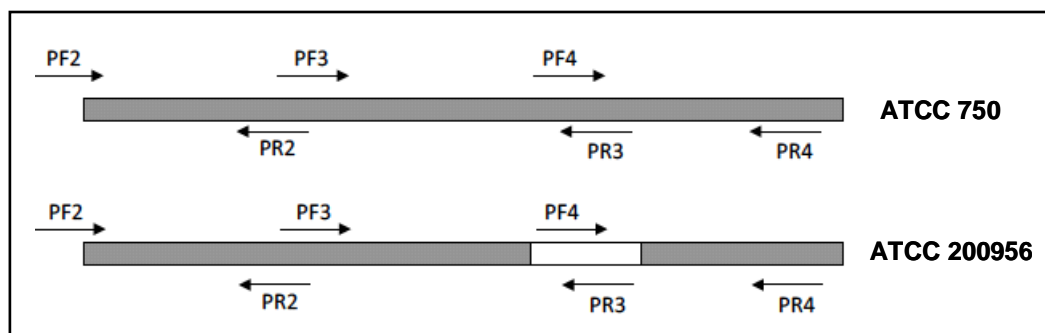 PF2 PF3 PF4
ATCC 750
PR2 PR3 PR4
PF2 PF3 PF4
ATCC 200956
PR2 PR3 PR4